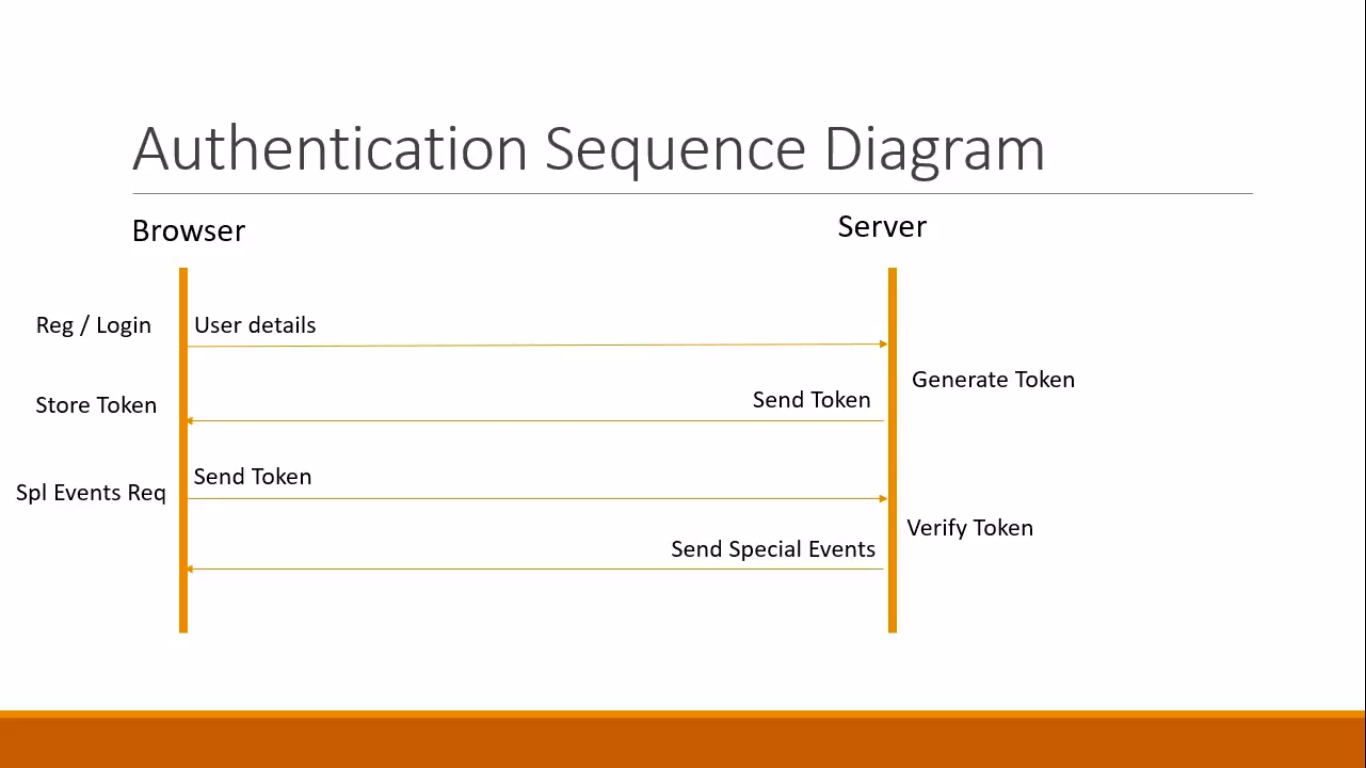 Authentication Sequence Diagram
Browser
Server
Reg / Login
User details
Generate Token
Send Token
Store Token
Send Token
Spl Events Req
Verify Token
Send Special Events